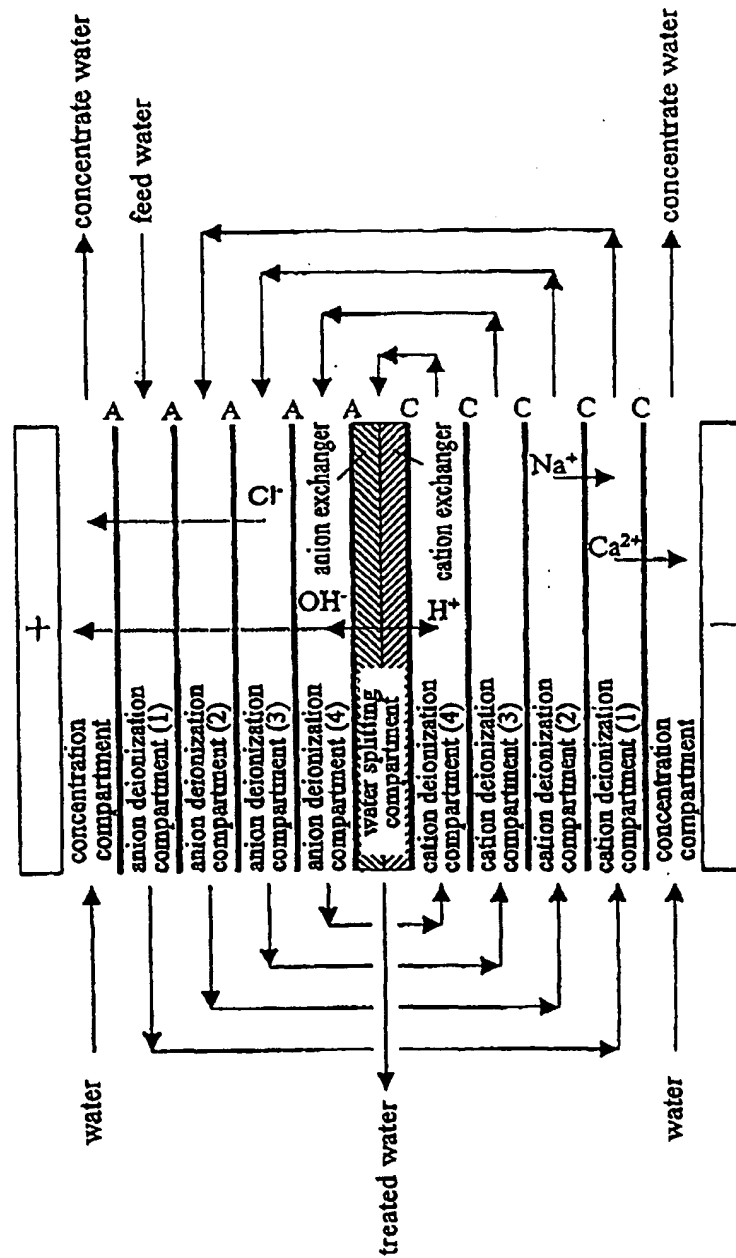 concentrate water
feed water
concentrate water
A
A
A
A
A
C
C
C
C
C
+
Cl-
OH-
anion exchanger
cation exchanger
H+
Na+
Ca2+
−
concentration
compartment
anion deionization
compartment (1)
anion deionization
compartment (2)
anion deionization
compartment (3)
anion deionization
compartment (4)
water splitting
compartment
cation deionization
compartment (4)
cation deionization
compartment (3)
cation deionization
compartment (2)
cation deionization
compartment (1)
concentration
compartment
water
treated water
water